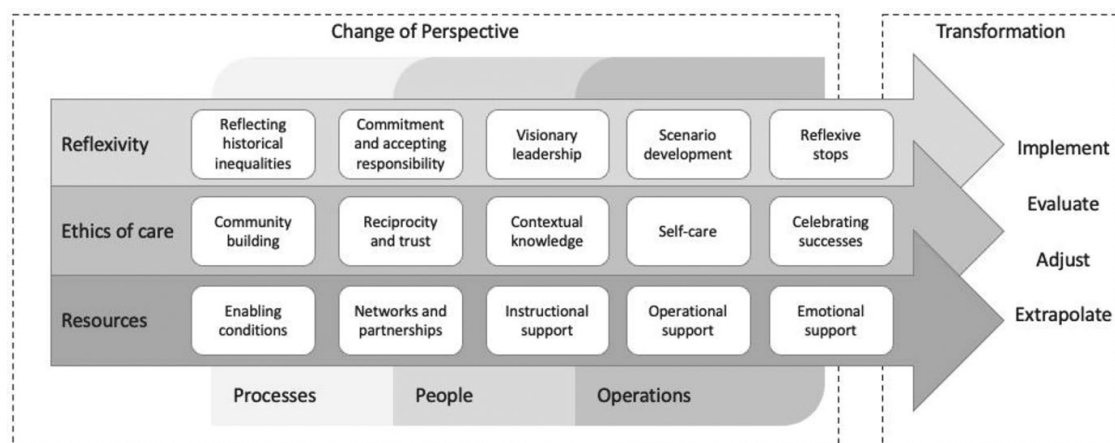 Change of Perspective
Transformation
Reflexivity
Reflecting
historical
inequalities
Commitment
and accepting
responsibility
Visionary
leadership
Scenario
development
Reflexive
stops
Ethics of care
Community
building
Reciprocity
and trust
Contextual
knowledge
Self-care
Celebrating
successes
Resources
Enabling
conditions
Networks and
partnerships
Instructional
support
Operational
support
Emotional
support
Implement
Evaluate
Adjust
Extrapolate
Processes
People
Operations